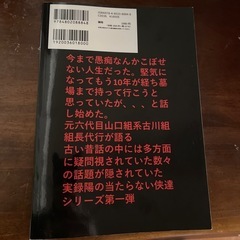 今まで愚痴なんかこぼせ
ない人生だった。堅気に
なってもう10年が経ち墓
場まで持って行こうと
思っていたが、、、と話
し始めた。
元六代目山口組系古川組
組長代行が語る
古い昔話の中には多方面
に疑問視されていた数々
の話題が隠されていた
実録陽の当たらない侠達
シリーズ第一弾